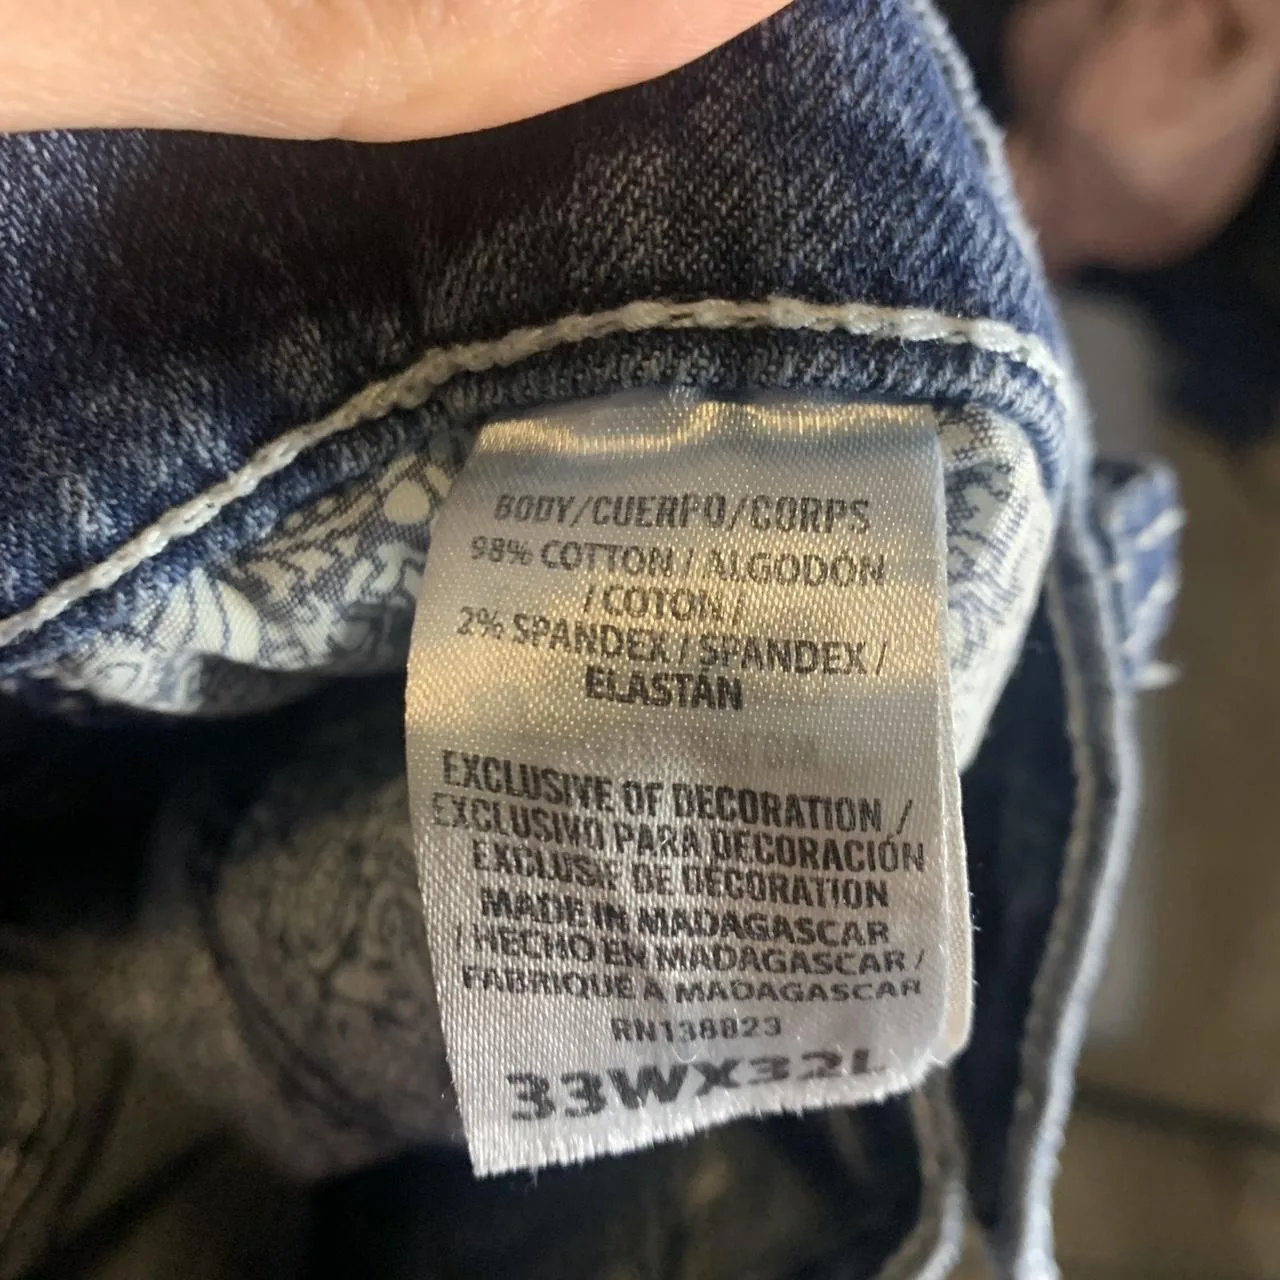 BODY/CUERPO/CORPS
98% COTTON / ALGODÓN
/ COTON /
2% SPANDEX / SPANDEX /
ELASTÁN
EXCLUSIVE OF DECORATION /
EXCLUSIVO PARA DECORACIÓN
EXCLUSIF DE DECORATION
MADE IN MADAGASCAR
/ HECHO EN MADAGASCAR /
FABRIQUE A MADAGASCAR
RN138823
33WX32L